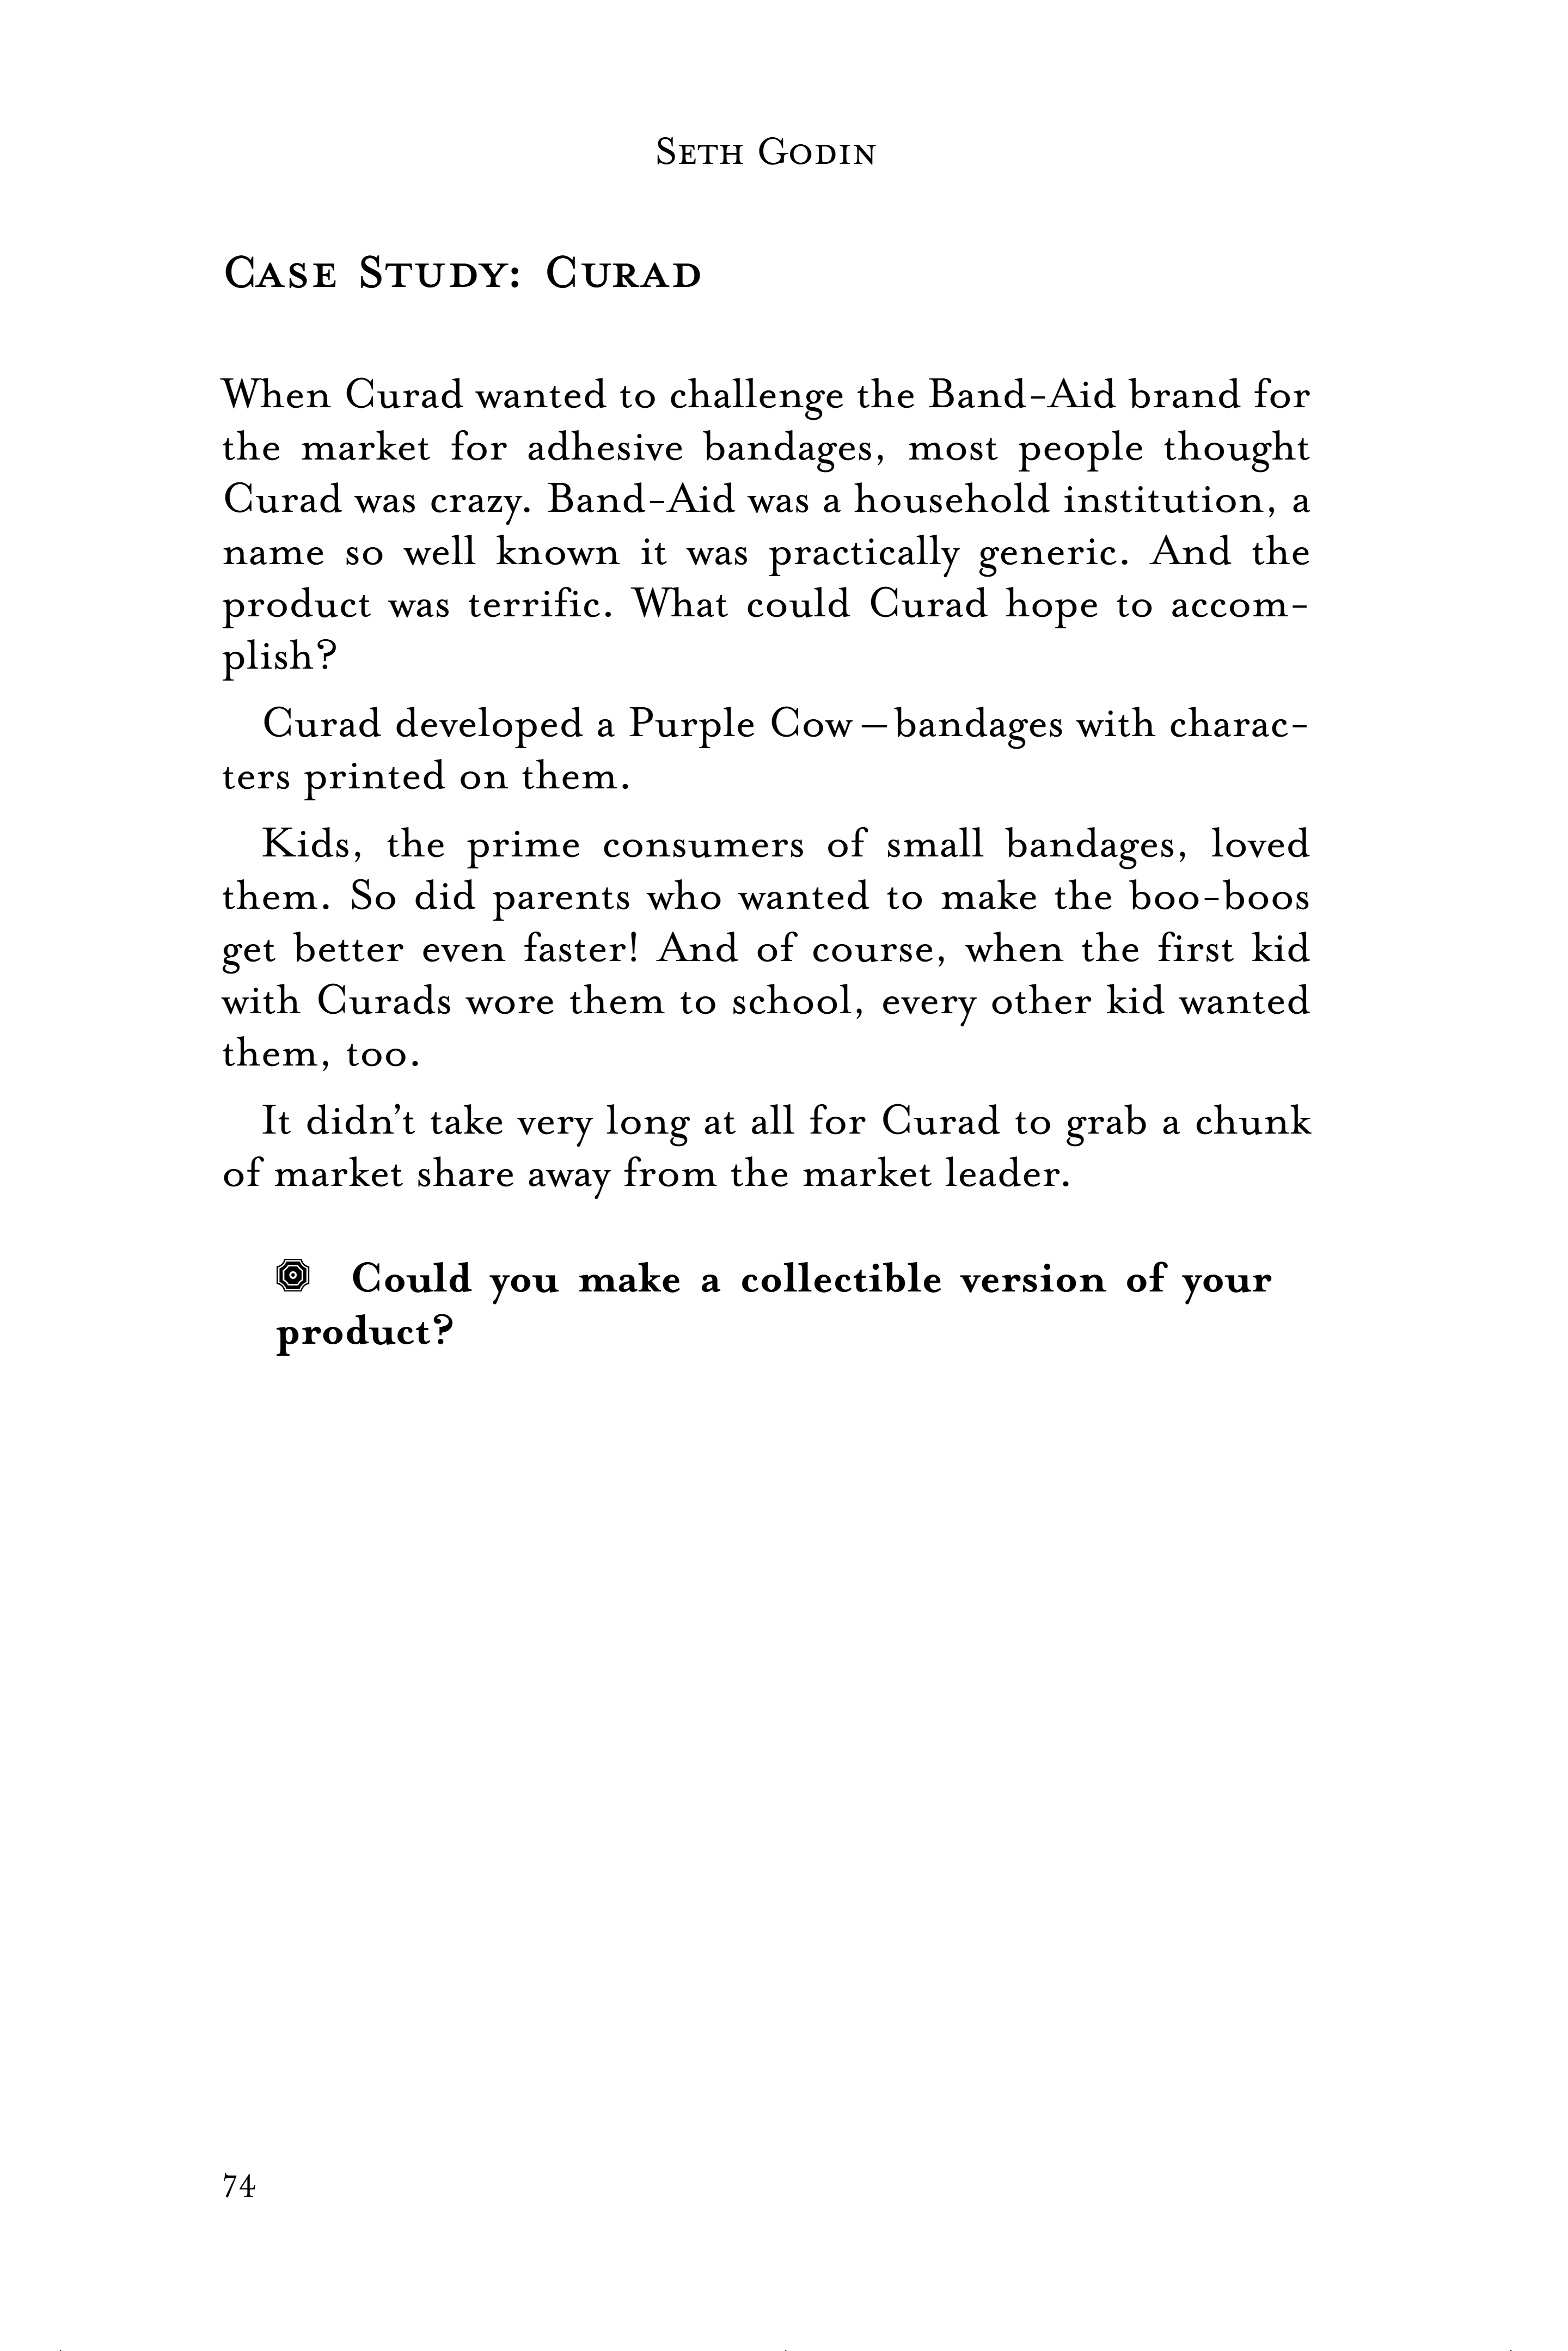 Seth Godin
Case Study: Curad
When Curad wanted to challenge the Band-Aid brand for
the market for adhesive bandages, most people thought
Curad was crazy. Band-Aid was a household institution, a
name so well known it was practically generic. And the
product was terrific. What could Curad hope to accom-
plish?
Curad developed a Purple Cow—bandages with charac-
ters printed on them.
Kids, the prime consumers of small bandages, loved
them. So did parents who wanted to make the boo-boos
get better even faster! And of course, when the first kid
with Curads wore them to school, every other kid wanted
them, too.
It didn’t take very long at all for Curad to grab a chunk
of market share away from the market leader.
Could you make a collectible version of your
product?
74